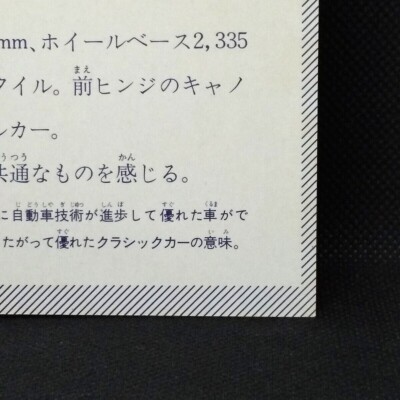 mm、ホイールベース2,335
タイル。前ヒンジのキャノ
ルカー。
共通なものを感じる。
に自動車技術が進歩して優れた車がで
たがって優れたクラシックカーの意味。